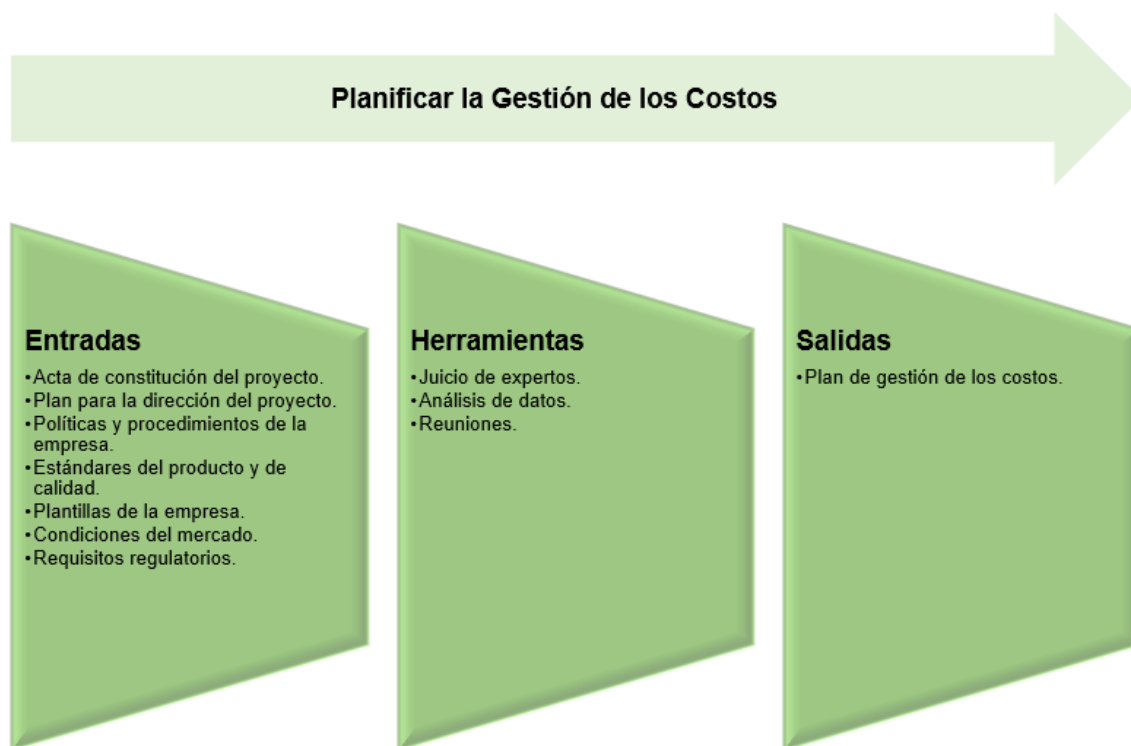 Planificar la Gestión de los Costos
Entradas
•Acta de constitución del proyecto.
•Plan para la dirección del proyecto.
•Políticas y procedimientos de la
empresa.
•Estándares del producto y de
calidad.
•Plantillas de la empresa.
•Condiciones del mercado.
•Requisitos regulatorios.
Herramientas
•Juicio de expertos.
•Análisis de datos.
•Reuniones.
Salidas
•Plan de gestión de los costos.